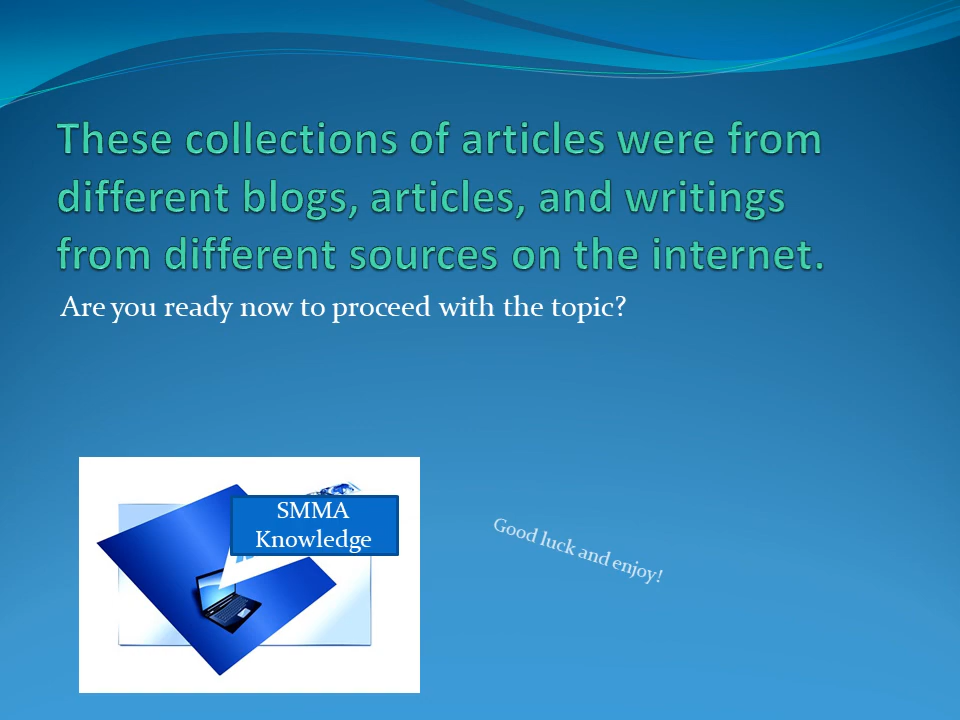 These collections of articles were from
different blogs, articles, and writings
from different sources on the internet.
Are you ready now to proceed with the topic?
SMMA
Knowledge
Good luck and enjoy!